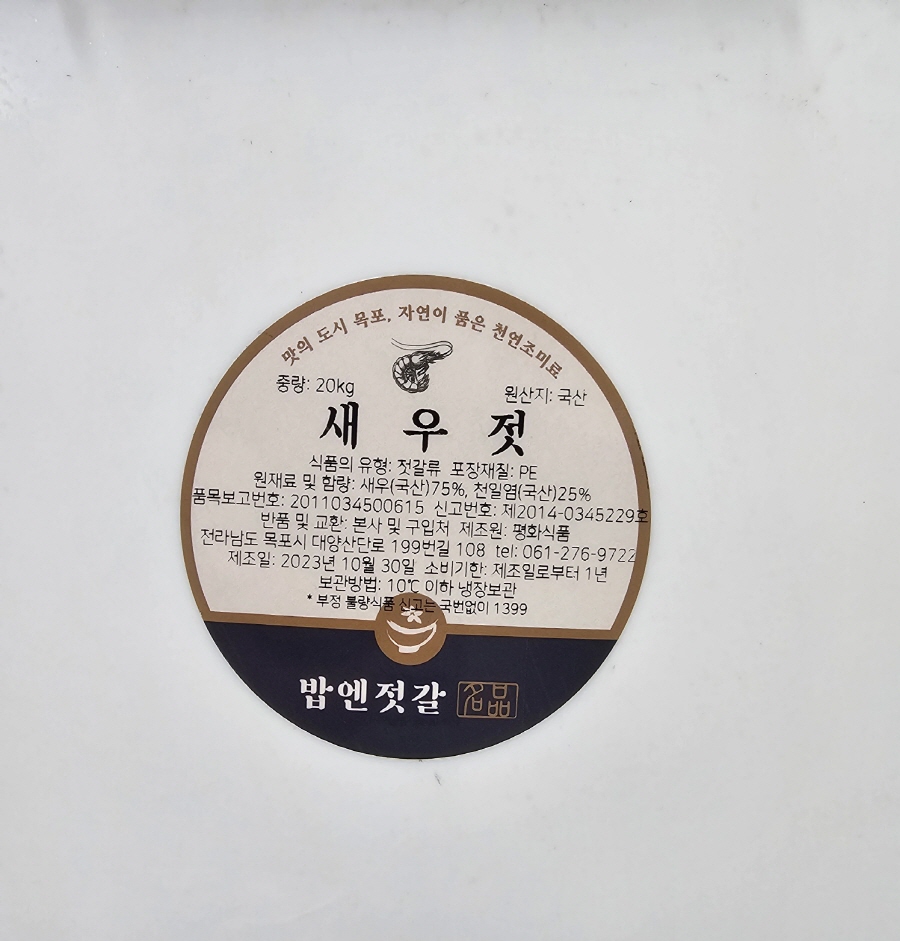 맛의 도시 목포, 자연이 품은 천연조미료
중량: 20kg 원산지: 국산
새우젓
식품의 유형: 젓갈류 포장재질: PE
원재료 및 함량: 새우(국산)75%, 천일염(국산)25%
품목보고번호: 2011034500615 신고번호: 제2014-0345229호
반품 및 교환: 본사 및 구입처 제조원: 평화식품
전라남도 목포시 대양산단로 199번길 108 tel: 061-276-9722
제조일: 2023년 10월 30일 소비기한: 제조일로부터 1년
보관방법: 10℃ 이하 냉장보관
* 부정 불량식품 신고는 국번없이 1399
밥엔젓갈 名品